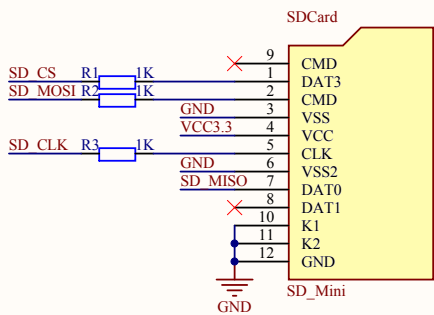 SDCard
9 CMD
SD_CS R1 1K 1 DAT3
SD_MOSI R2 1K 2 CMD
GND 3 VSS
VCC3.3 4 VCC
SD_CLK R3 1K 5 CLK
GND 6 VSS2
SD_MISO 7 DAT0
8 DAT1
10 K1
11 K2
12 GND
SD_Mini
GND